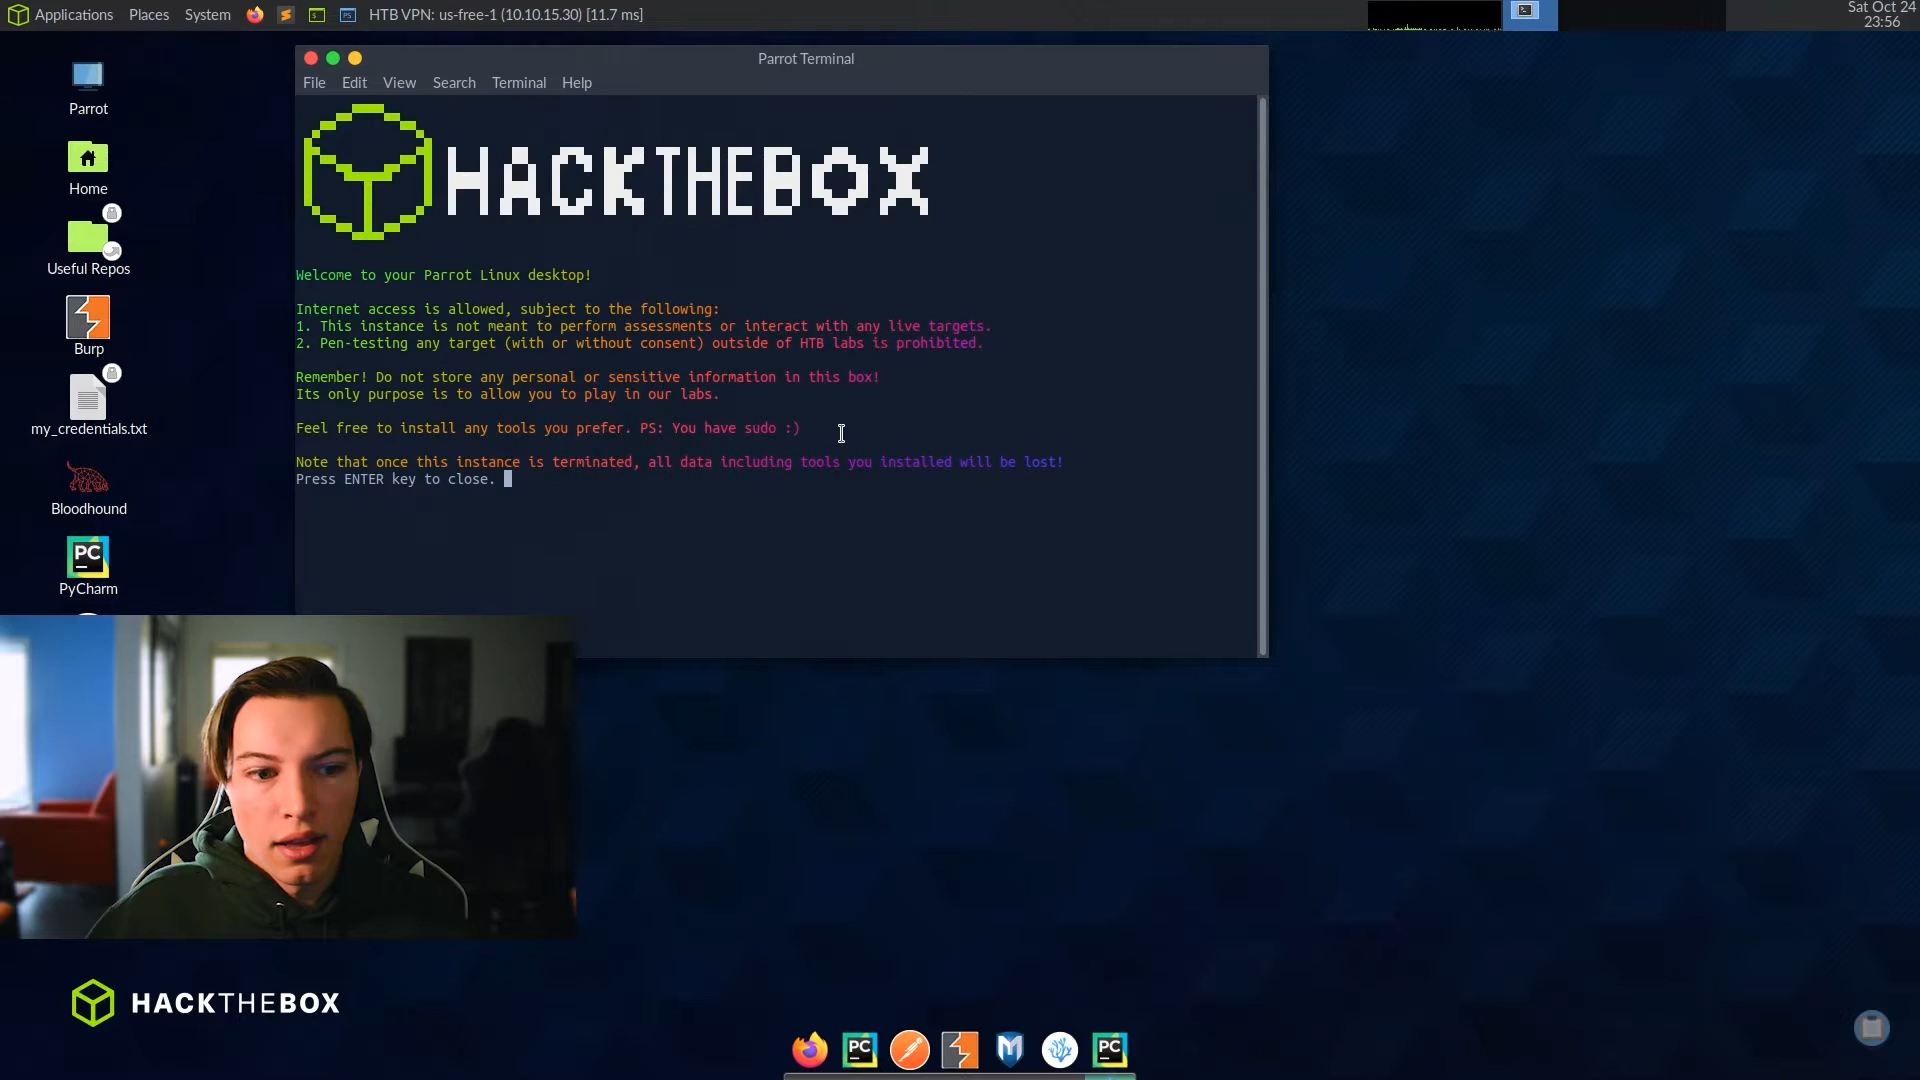 Applications Places System HTB VPN: us-free-1 (10.10.15.30) [11.7 ms]
Sat Oct 24
23:56
Parrot Terminal
File Edit View Search Terminal Help
HACKTHEBOX
Welcome to your Parrot Linux desktop!
Internet access is allowed, subject to the following:
1. This instance is not meant to perform assessments or interact with any live targets.
2. Pen-testing any target (with or without consent) outside of HTB labs is prohibited.
Remember! Do not store any personal or sensitive information in this box!
Its only purpose is to allow you to play in our labs.
Feel free to install any tools you prefer. PS: You have sudo :)
Note that once this instance is terminated, all data including tools you installed will be lost!
Press ENTER key to close.
Parrot
Home
Useful Repos
Burp
my_credentials.txt
Bloodhound
PC
PyCharm
HACKTHEBOX
PC
PC